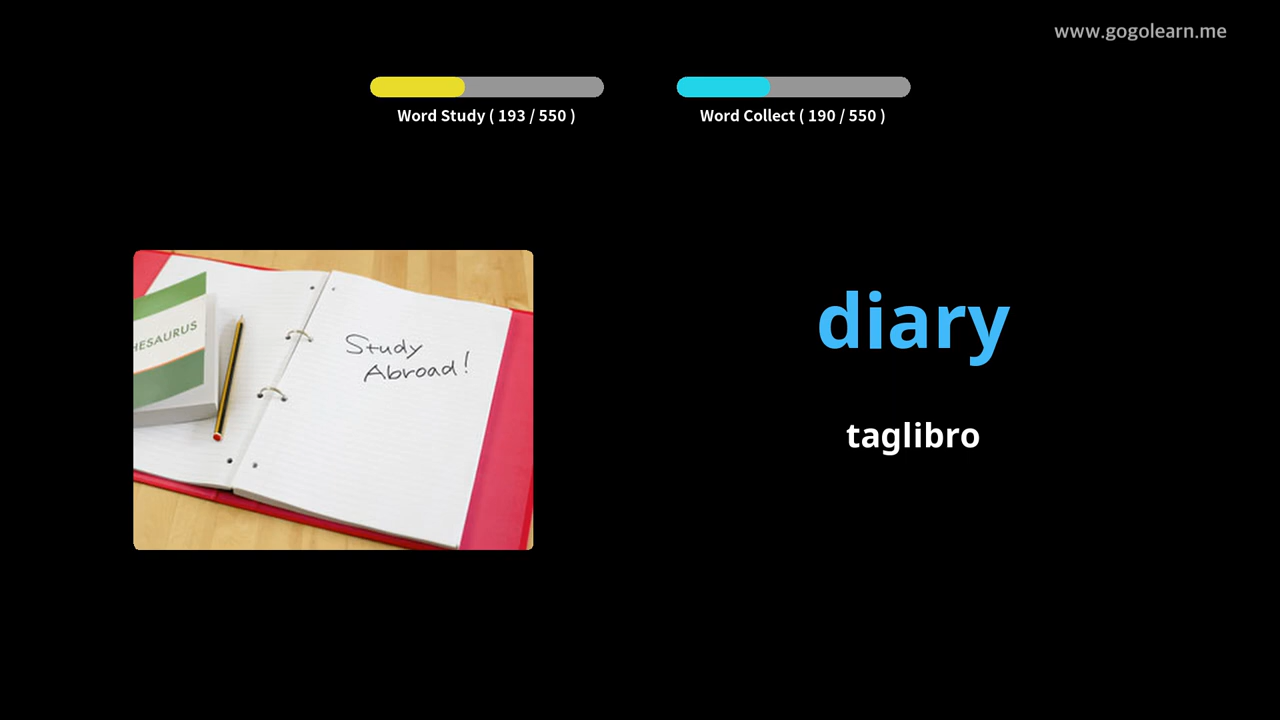 www.gogolearn.me
Word Study ( 193 / 550 )
Word Collect ( 190 / 550 )
HESAURUS
Study
Abroad!
diary
taglibro